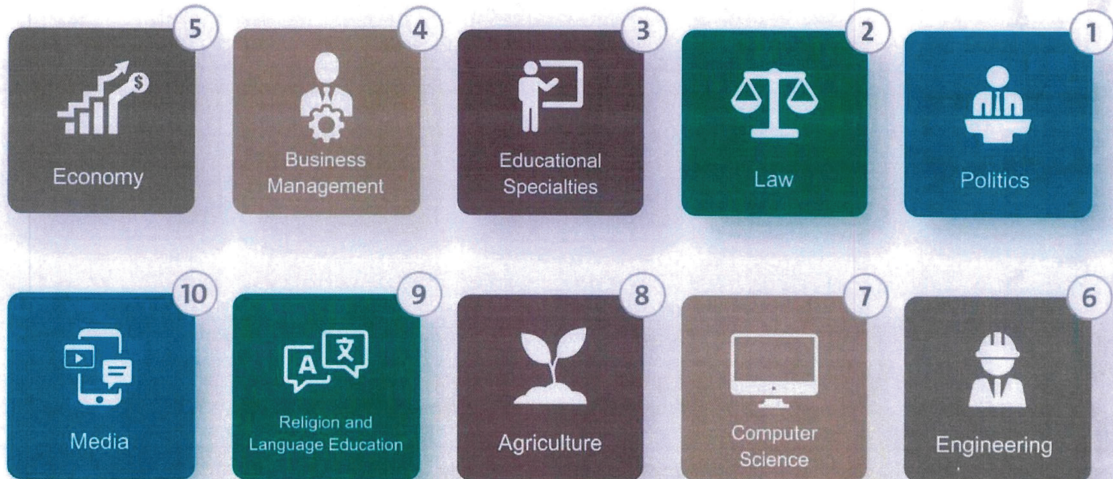 5
Economy
4
Business
Management
3
Educational
Specialties
2
Law
1
Politics
10
Media
9
A 文
Religion and
Language Education
8
Agriculture
7
Computer
Science
6
Engineering